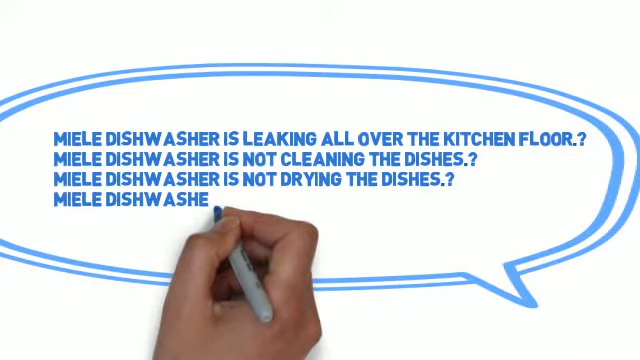 MIELE DISHWASHER IS LEAKING ALL OVER THE KITCHEN FLOOR.?
MIELE DISHWASHER IS NOT CLEANING THE DISHES.?
MIELE DISHWASHER IS NOT DRYING THE DISHES.?
MIELE DISHWASHE